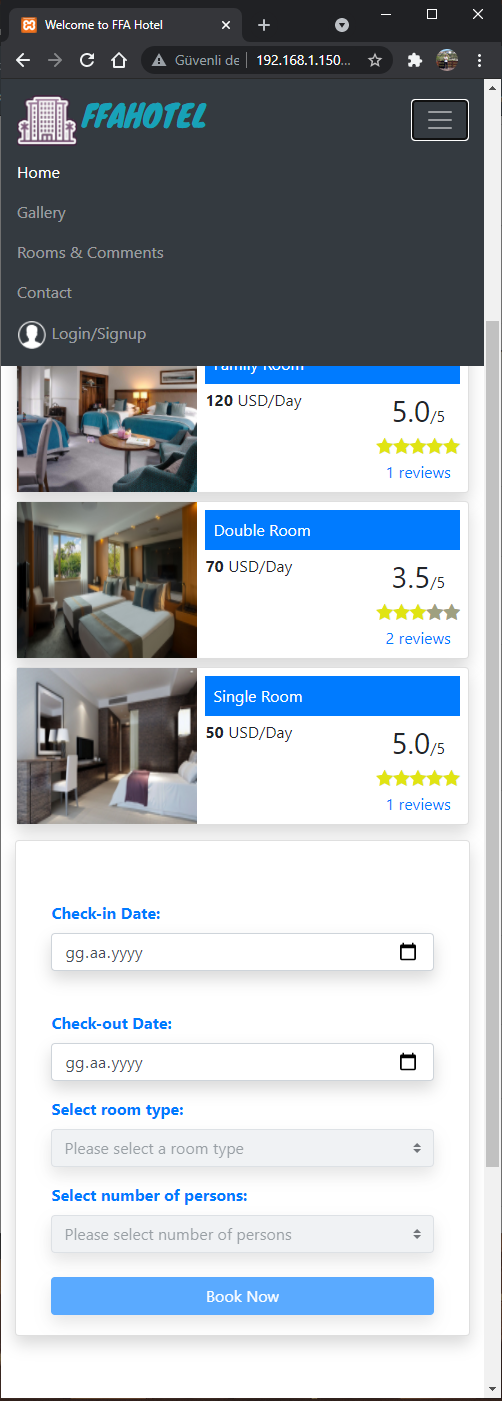 Welcome to FFA Hotel
Güvenli de
192.168.1.150...
FFAHOTEL
Home
Gallery
Rooms & Comments
Contact
Login/Signup
Family Room
120 USD/Day
5.0/5
1 reviews
Double Room
70 USD/Day
3.5/5
2 reviews
Single Room
50 USD/Day
5.0/5
1 reviews
Check-in Date:
gg.aa.yyyy
Check-out Date:
gg.aa.yyyy
Select room type:
Please select a room type
Select number of persons:
Please select number of persons
Book Now